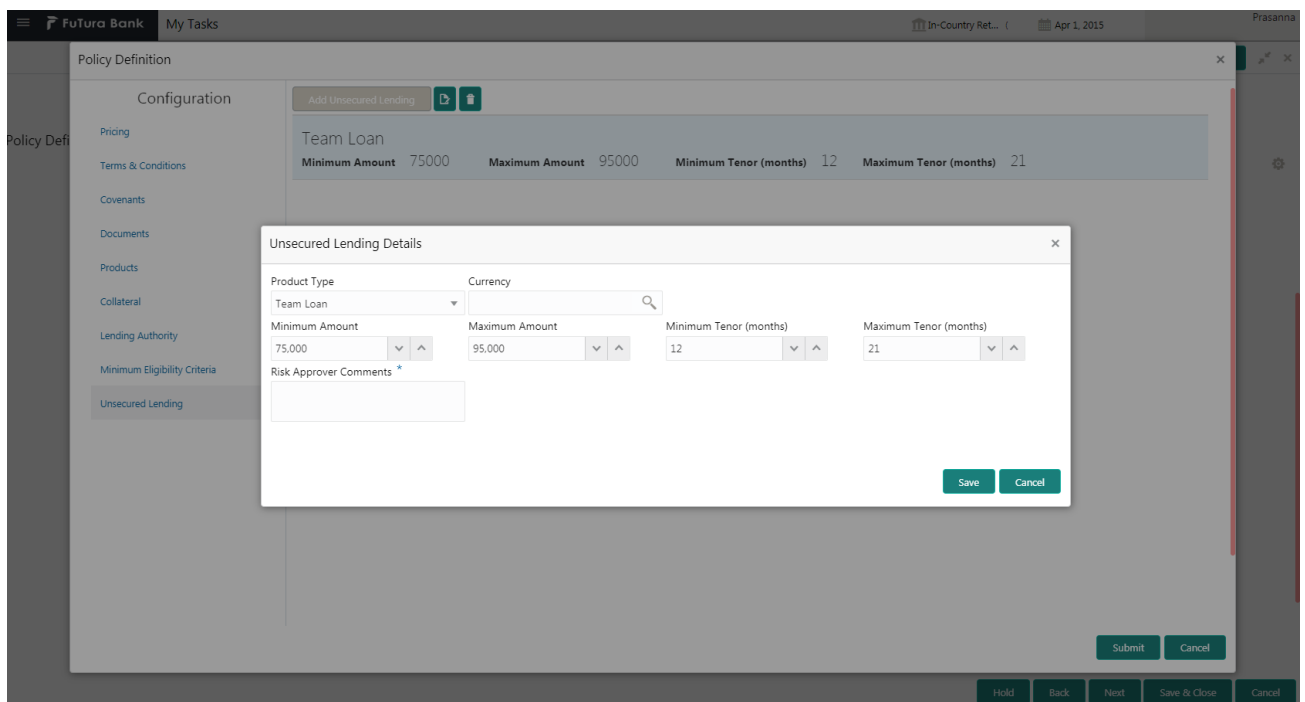 FuTura Bank My Tasks In-Country Ret... ( Apr 1, 2015 Prasanna
Policy Definition
Configuration
Add Unsecured Lending
Pricing
Policy Defi
Team Loan
Minimum Amount 75000 Maximum Amount 95000 Minimum Tenor (months) 12 Maximum Tenor (months) 21
Terms & Conditions
Covenants
Documents
Products
Collateral
Lending Authority
Minimum Eligibility Criteria
Unsecured Lending
Unsecured Lending Details
Product Type Currency
Team Loan
Minimum Amount Maximum Amount Minimum Tenor (months) Maximum Tenor (months)
75,000 95,000 12 21
Risk Approver Comments *
Save Cancel
Submit Cancel
Hold Back Next Save & Close Cancel